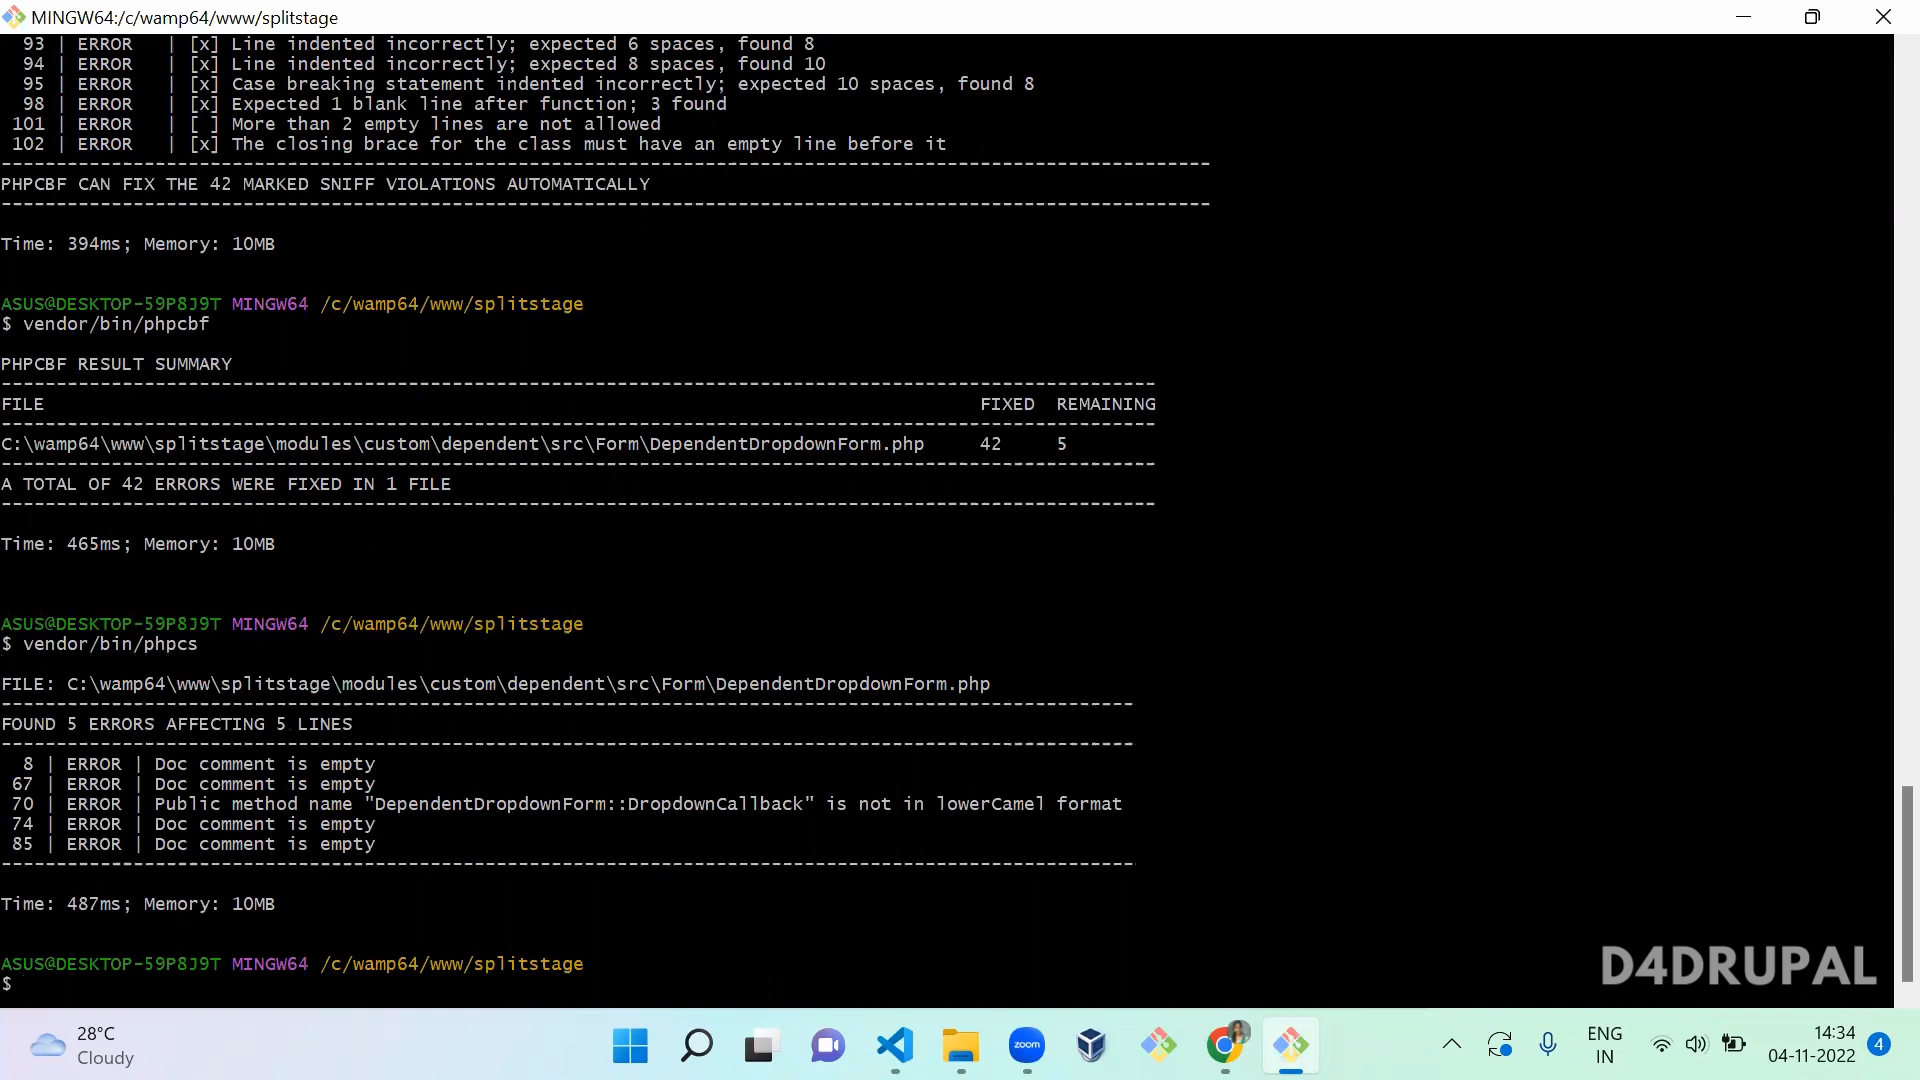 MINGW64:/c/wamp64/www/splitstage
93 | ERROR | [x] Line indented incorrectly; expected 6 spaces, found 8
94 | ERROR | [x] Line indented incorrectly; expected 8 spaces, found 10
95 | ERROR | [x] Case breaking statement indented incorrectly; expected 10 spaces, found 8
98 | ERROR | [x] Expected 1 blank line after function; 3 found
101 | ERROR | [ ] More than 2 empty lines are not allowed
102 | ERROR | [x] The closing brace for the class must have an empty line before it
--------------------------------------------------------------------------------------------------------------
PHPCBF CAN FIX THE 42 MARKED SNIFF VIOLATIONS AUTOMATICALLY
--------------------------------------------------------------------------------------------------------------
Time: 394ms; Memory: 10MB
ASUS@DESKTOP-59P8J9T MINGW64 /c/wamp64/www/splitstage
$ vendor/bin/phpcbf
PHPCBF RESULT SUMMARY
---------------------------------------------------------------------------------------------------------
FILE FIXED REMAINING
---------------------------------------------------------------------------------------------------------
C:\wamp64\www\splitstage\modules\custom\dependent\src\Form\DependentDropdownForm.php 42 5
---------------------------------------------------------------------------------------------------------
A TOTAL OF 42 ERRORS WERE FIXED IN 1 FILE
---------------------------------------------------------------------------------------------------------
Time: 465ms; Memory: 10MB
ASUS@DESKTOP-59P8J9T MINGW64 /c/wamp64/www/splitstage
$ vendor/bin/phpcs
FILE: C:\wamp64\www\splitstage\modules\custom\dependent\src\Form\DependentDropdownForm.php
-------------------------------------------------------------------------------------------------------
FOUND 5 ERRORS AFFECTING 5 LINES
-------------------------------------------------------------------------------------------------------
8 | ERROR | Doc comment is empty
67 | ERROR | Doc comment is empty
70 | ERROR | Public method name "DependentDropdownForm::DropdownCallback" is not in lowerCamel format
74 | ERROR | Doc comment is empty
85 | ERROR | Doc comment is empty
-------------------------------------------------------------------------------------------------------
Time: 487ms; Memory: 10MB
ASUS@DESKTOP-59P8J9T MINGW64 /c/wamp64/www/splitstage
$
D4DRUPAL
28°C
Cloudy
zoom
ENG
IN
14:34
04-11-2022
4